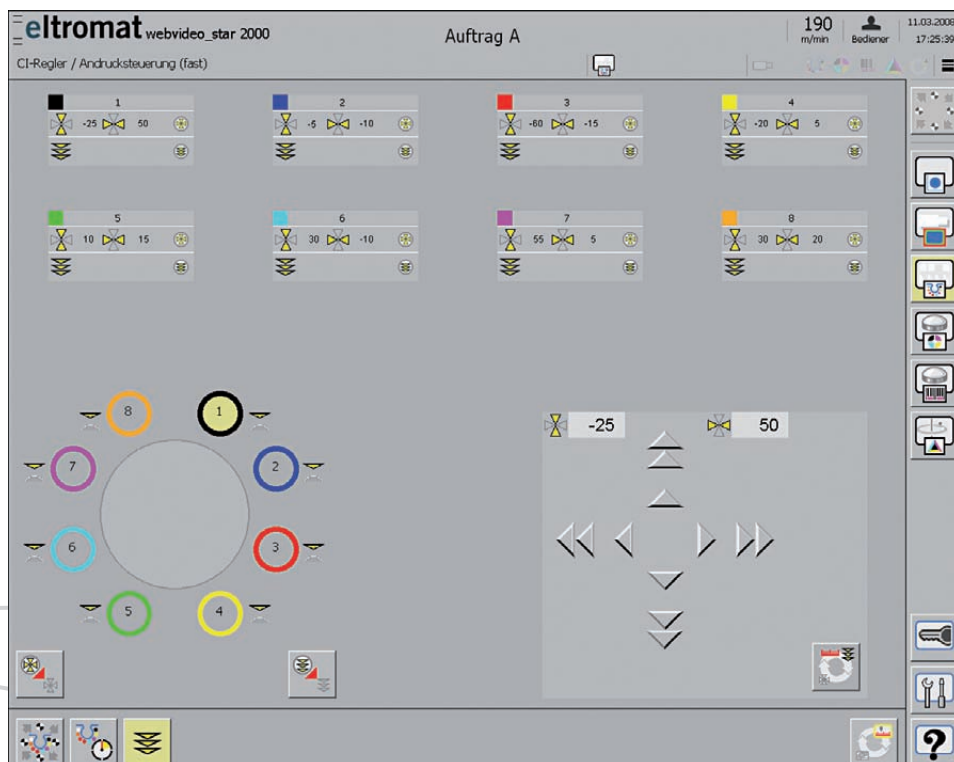 eltromat webvideo_star 2000
Auftrag A
190
m/min
Bediener
11.03.2008
17:25:39
CI-Regler / Andrucksteuerung (fast)
1 2 3 4
-25 50 -5 -10 -60 -15 -20 5
5 6 7 8
10 15 30 -10 55 5 30 20
-25 50
8 1
7 2
6 3
5 4
?